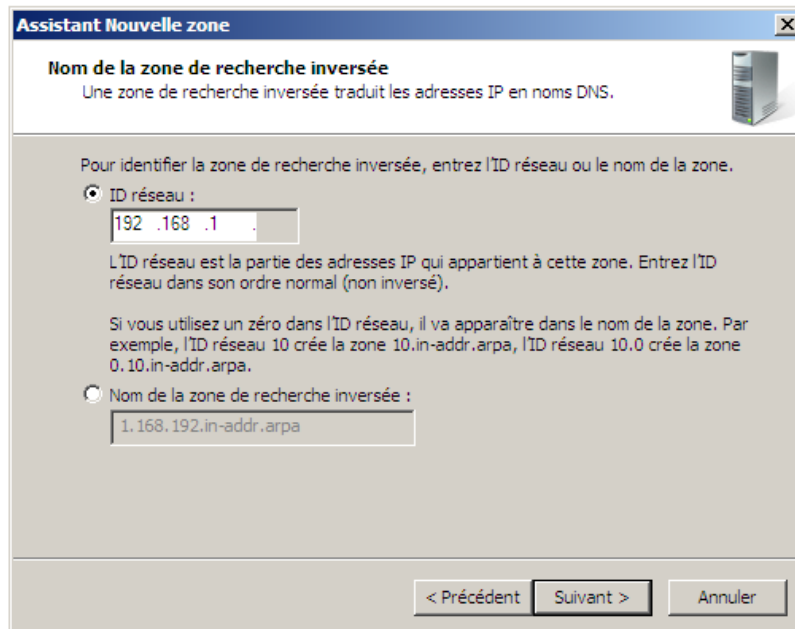 Assistant Nouvelle zone
Nom de la zone de recherche inversée
Une zone de recherche inversée traduit les adresses IP en noms DNS.
Pour identifier la zone de recherche inversée, entrez l'ID réseau ou le nom de la zone.
ID réseau :
192 .168 .1 .
L'ID réseau est la partie des adresses IP qui appartient à cette zone. Entrez l'ID
réseau dans son ordre normal (non inversé).
Si vous utilisez un zéro dans l'ID réseau, il va apparaître dans le nom de la zone. Par
exemple, l'ID réseau 10 crée la zone 10.in-addr.arpa, l'ID réseau 10.0 crée la zone
0.10.in-addr.arpa.
Nom de la zone de recherche inversée :
1.168.192.in-addr.arpa
< Précédent Suivant > Annuler